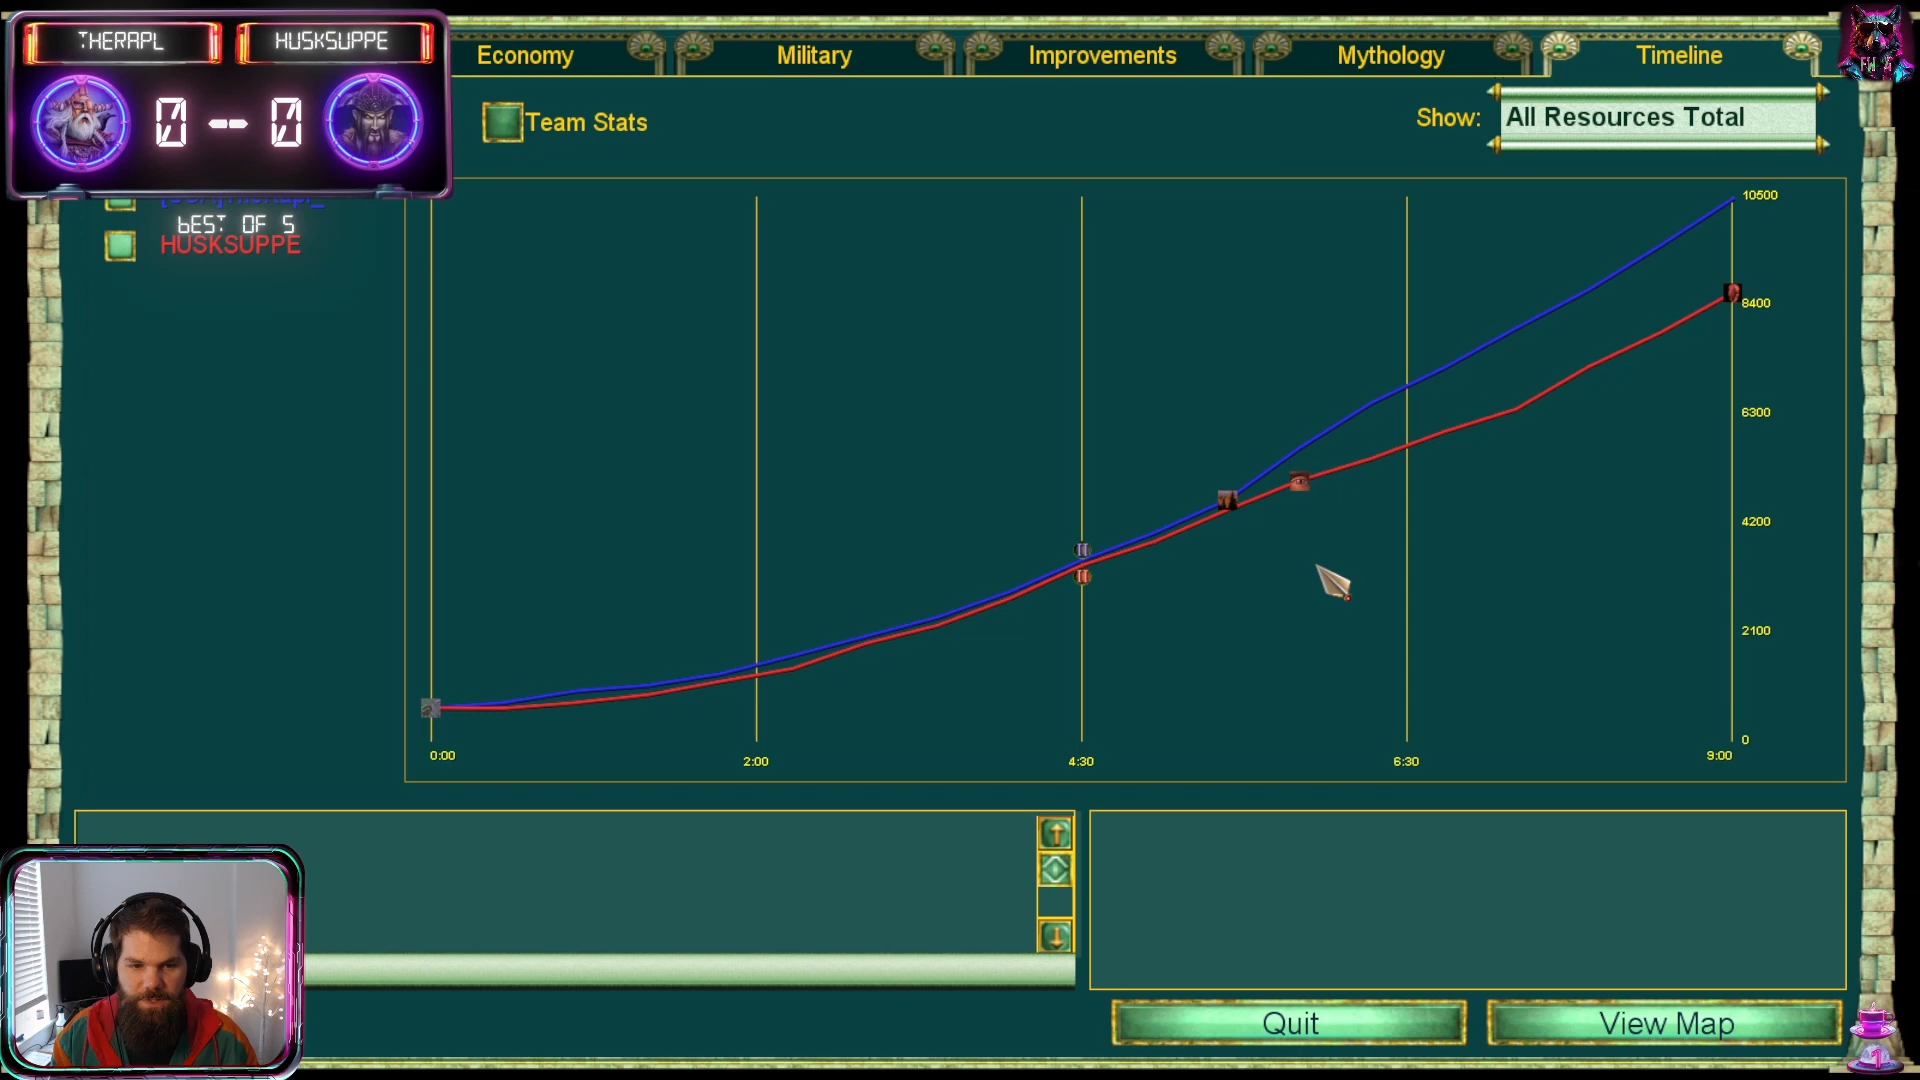 THERAPL
HUSKSUPPE
0 -- 0
BEST OF 5
Economy
Military
Improvements
Mythology
Timeline
Team Stats
Show:
All Resources Total
HUSKSUPPE
10500
8400
6300
4200
2100
0
0:00
2:00
4:30
6:30
9:00
Quit
View Map